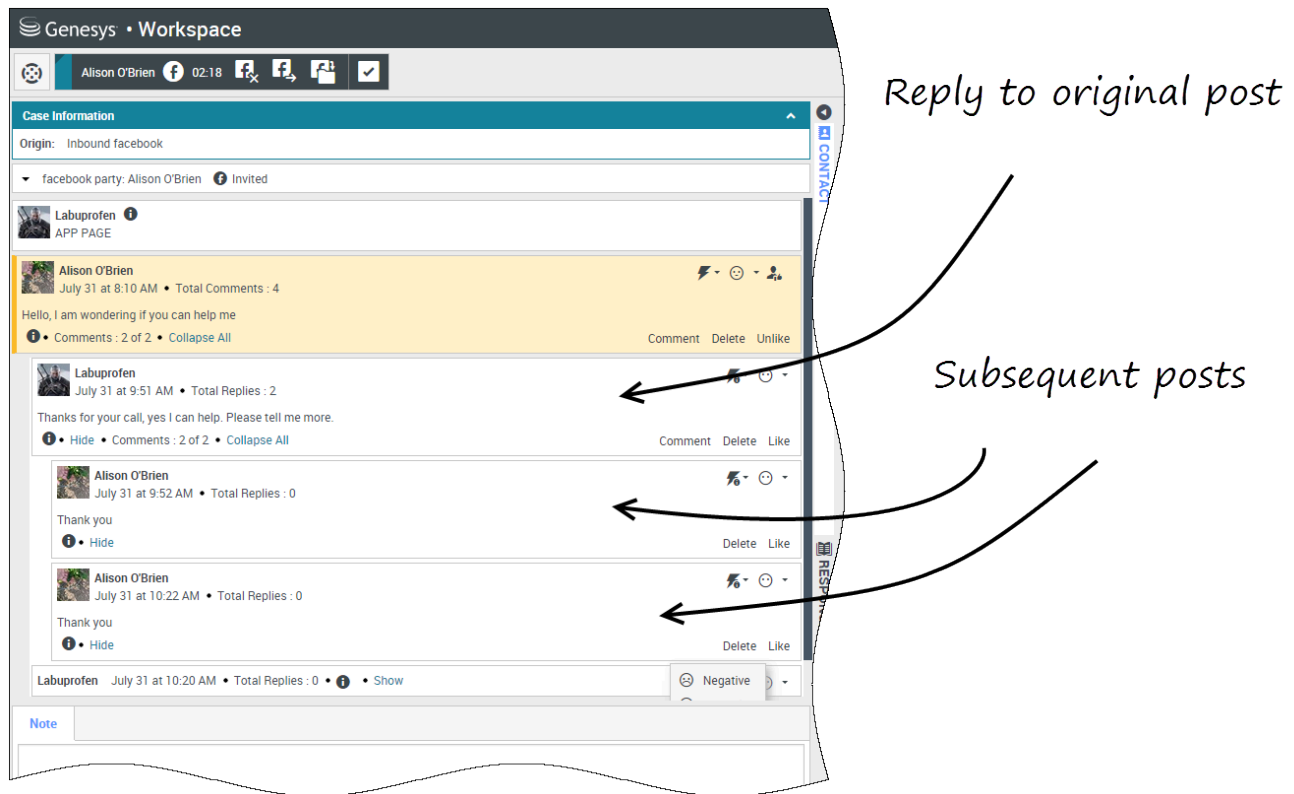 Genesys • Workspace
Alison O'Brien 02:18
Case Information
Origin: Inbound facebook
facebook party: Alison O'Brien Invited
Labuprofen
APP PAGE
Alison O'Brien
July 31 at 8:10 AM • Total Comments : 4
Hello, I am wondering if you can help me
• Comments : 2 of 2 • Collapse All
Comment Delete Unlike
Labuprofen
July 31 at 9:51 AM • Total Replies : 2
Thanks for your call, yes I can help. Please tell me more.
• Hide • Comments : 2 of 2 • Collapse All
Comment Delete Like
Alison O'Brien
July 31 at 9:52 AM • Total Replies : 0
Thank you
• Hide
Delete Like
Alison O'Brien
July 31 at 10:22 AM • Total Replies : 0
Thank you
• Hide
Delete Like
Labuprofen July 31 at 10:20 AM • Total Replies : 0 • • Show
Negative
Note
CONTACT
Reply to original post
Subsequent posts